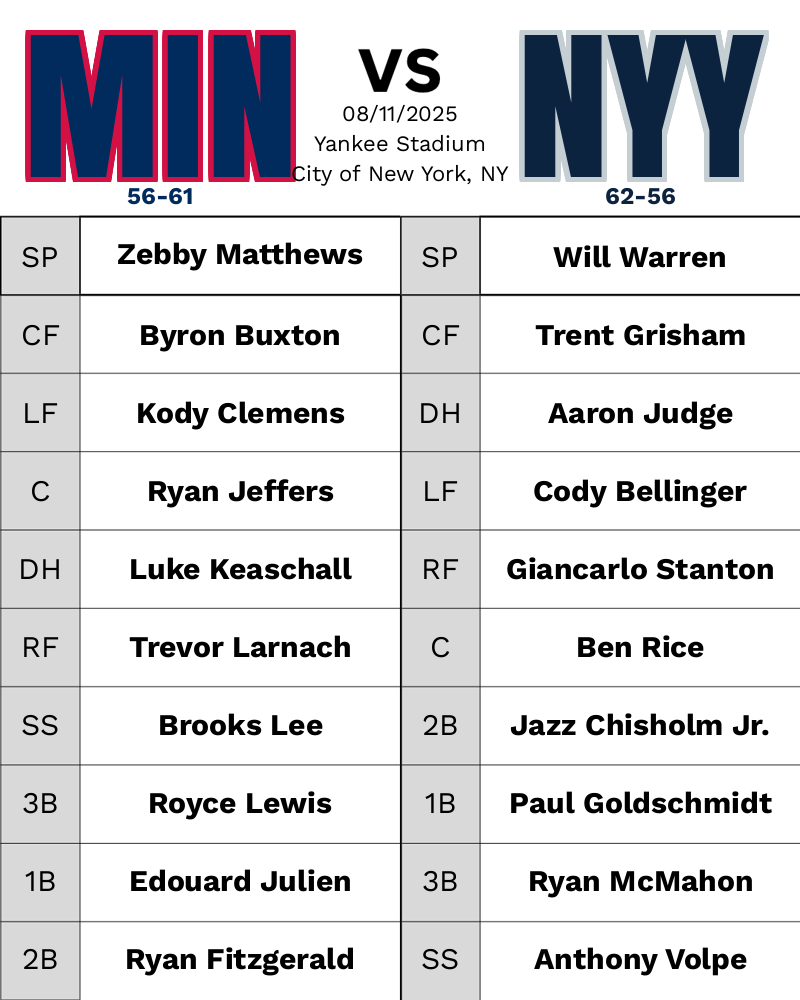 MIN
VS
NYY
08/11/2025
Yankee Stadium
City of New York, NY
56-61
62-56
SP Zebby Matthews SP Will Warren
CF Byron Buxton CF Trent Grisham
LF Kody Clemens DH Aaron Judge
C Ryan Jeffers LF Cody Bellinger
DH Luke Keaschall RF Giancarlo Stanton
RF Trevor Larnach C Ben Rice
SS Brooks Lee 2B Jazz Chisholm Jr.
3B Royce Lewis 1B Paul Goldschmidt
1B Edouard Julien 3B Ryan McMahon
2B Ryan Fitzgerald SS Anthony Volpe